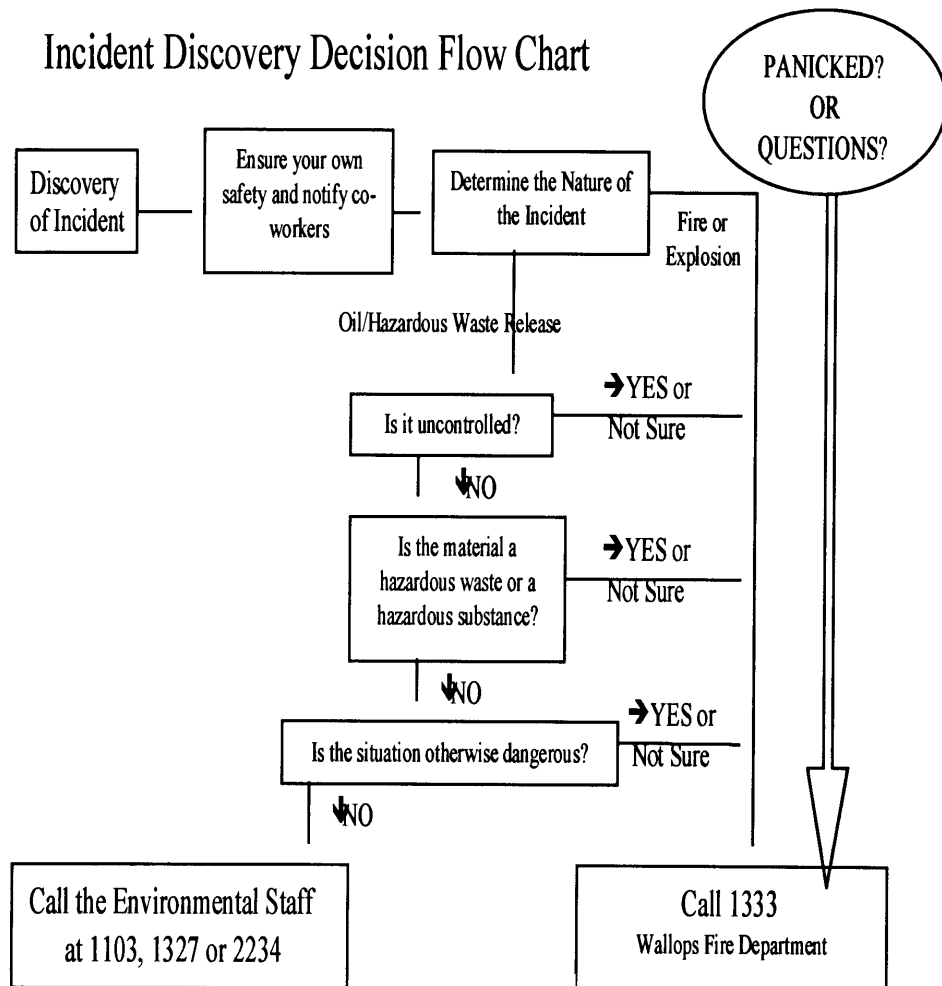 Incident Discovery Decision Flow Chart
PANICKED?
OR
QUESTIONS?
Discovery
of Incident
Ensure your own
safety and notify co-
workers
Determine the Nature of
the Incident
Fire or
Explosion
Oil/Hazardous Waste Release
Is it uncontrolled?
➔YES or
Not Sure
NO
Is the material a
hazardous waste or a
hazardous substance?
➔YES or
Not Sure
NO
Is the situation otherwise dangerous?
➔YES or
Not Sure
NO
Call the Environmental Staff
at 1103, 1327 or 2234
Call 1333
Wallops Fire Department